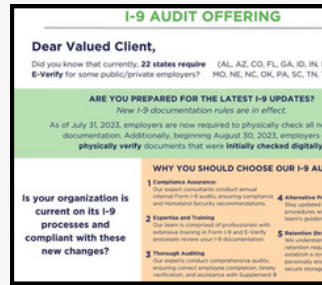 I-9 AUDIT OFFERING
Dear Valued Client,
Did you know that currently, 22 states require (AL, AZ, CO, FL, GA, ID, IN,
E-Verify for some public/private employers? MO, NE, NC, OK, PA, SC, TN,
ARE YOU PREPARED FOR THE LATEST I-9 UPDATES?
New I-9 documentation rules are in effect.
As of July 31, 2023, employers are now required to physically check all
documentation. Additionally, beginning August 30, 2023, employers
physically verify documents that were initially checked digitally
WHY YOU SHOULD CHOOSE OUR I-9 AU
Is your organization is
current on its I-9
processes and
compliant with these
new changes?
1 Compliance Assurance:
Our expert consultants conduct annual
internal Form I-9 audits, ensuring compliance
and Homeland Security recommendations.
2 Expertise and Training
Our team is comprised of professionals with
extensive training in Form I-9 and E-Verify
processes review your I-9 documentation.
3 Thorough Auditing
Our experts conduct comprehensive audits,
ensuring correct employee completion, timely
verification, and assistance with Supplement B
4 Alternative
Stay updated
procedures
team's
5 Retention
We understand
retention
establish a
personally
secure